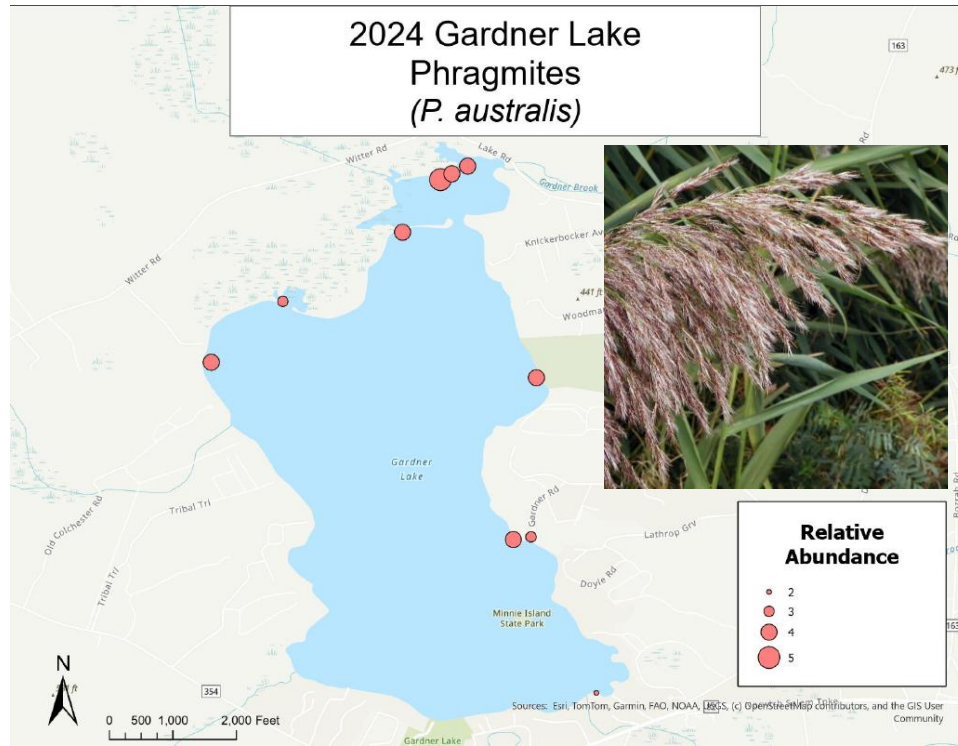 2024 Gardner Lake
Phragmites
(P. australis)
163
473 ft
Witter Rd
Lake Rd
Gardner Brook
Knickerbocker Av
441 ft
Woodma
Witter Rd
Gardner
Lake
Old Colchester Rd
Tribal Trl
Tribal Trl
Gardner Rd
Lathrop Grv
Doyle Rd
Minnie Island
State Park
Relative
Abundance
2
3
4
5
163
N
354
0 500 1,000 2,000 Feet
Gardner Lake
Sources: Esri, TomTom, Garmin, FAO, NOAA, USGS, (c) OpenStreetMap contributors, and the GIS User
Community